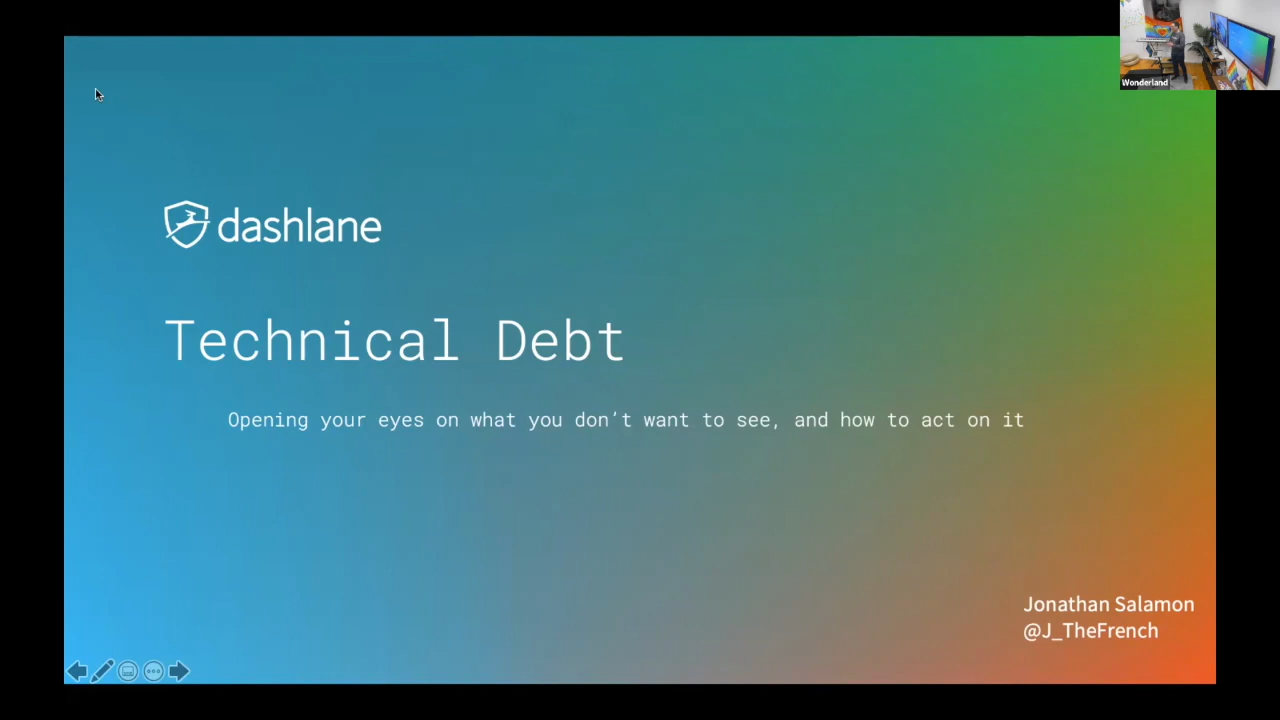 Wonderland
dashlane
Technical Debt
Opening your eyes on what you don’t want to see, and how to act on it
Jonathan Salamon
@J_TheFrench